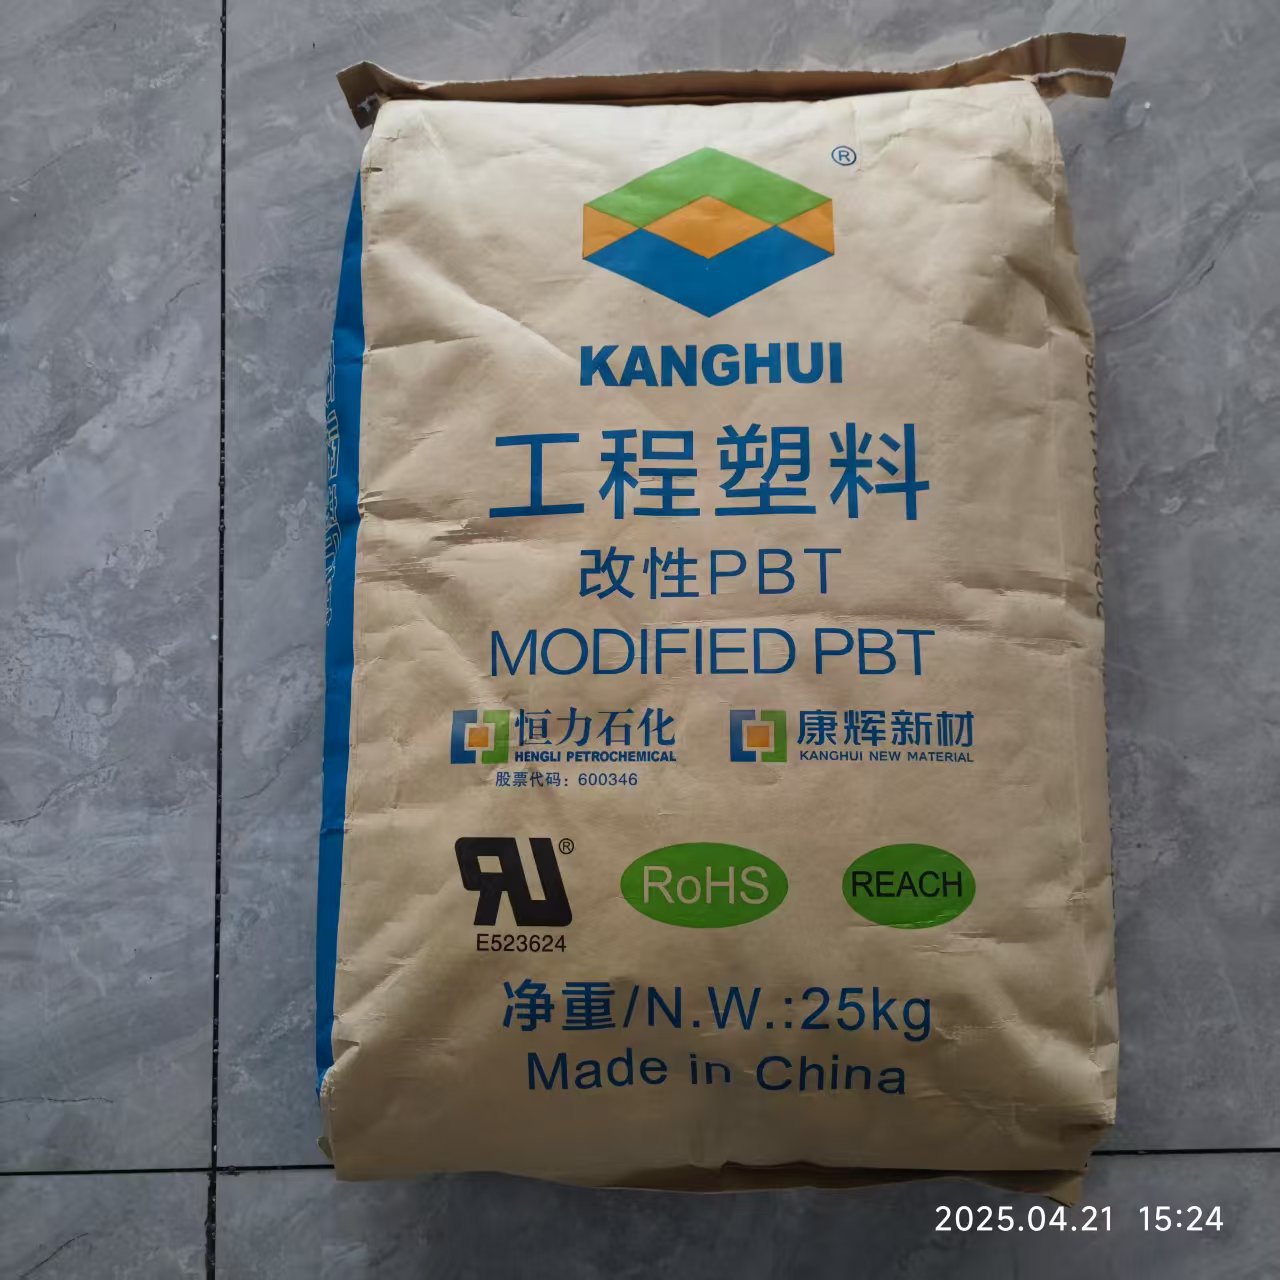 ®
KANGHUI
工程塑料
改性PBT
MODIFIED PBT
恒力石化
HENGLI PETROCHEMICAL
股票代码：600346
康辉新材
KANGHUI NEW MATERIAL
RU®
E523624
RoHS
REACH
净重/N.W.:25kg
Made in China
2025.04.21 15:24